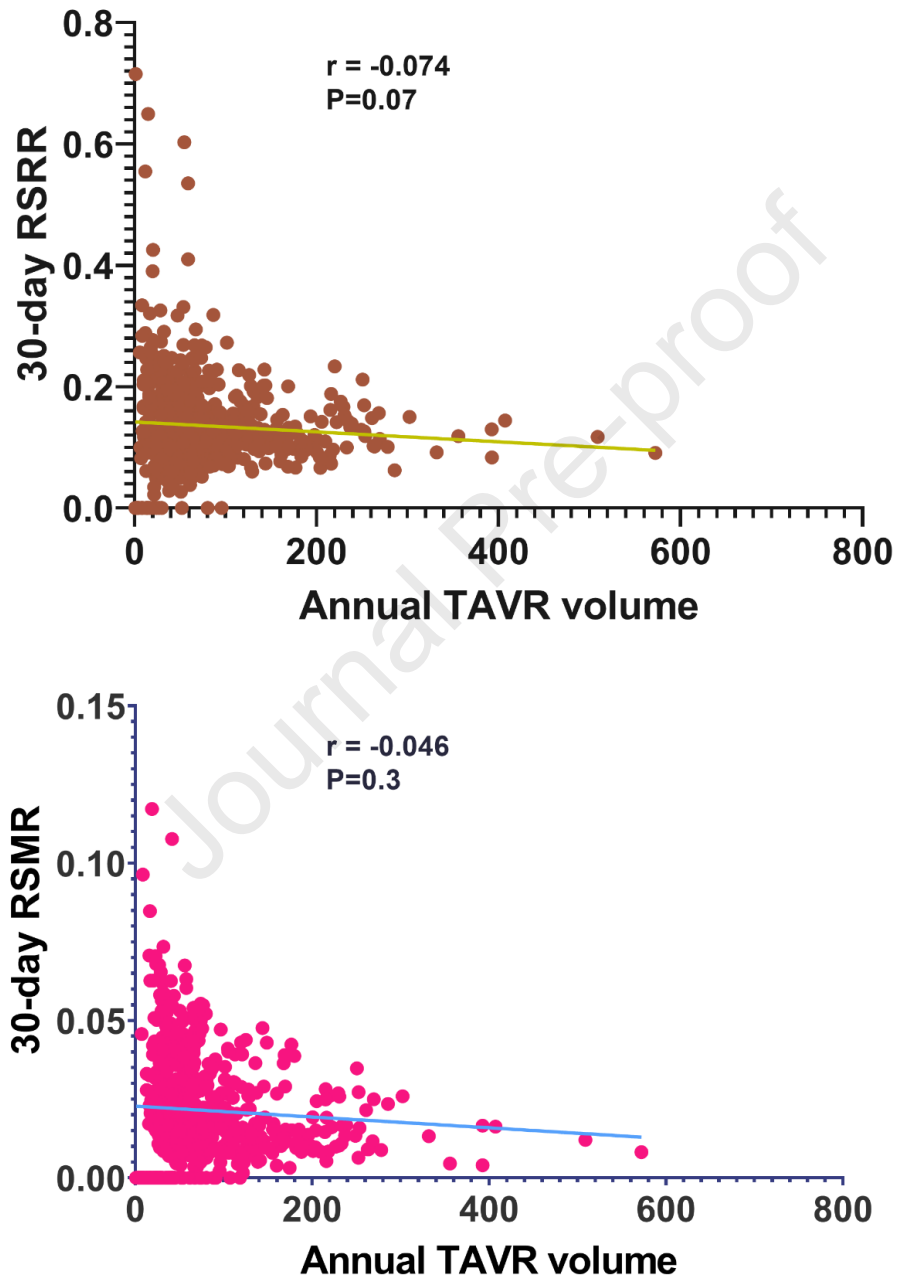 0.8
r = -0.074
P=0.07
0.6
30-day RSRR
0.4
0.2
0.0
0 200 400 600 800
Annual TAVR volume
Journal Pre-proof
0.15
r = -0.046
P=0.3
0.10
30-day RSMR
0.05
0.00
0 200 400 600 800
Annual TAVR volume